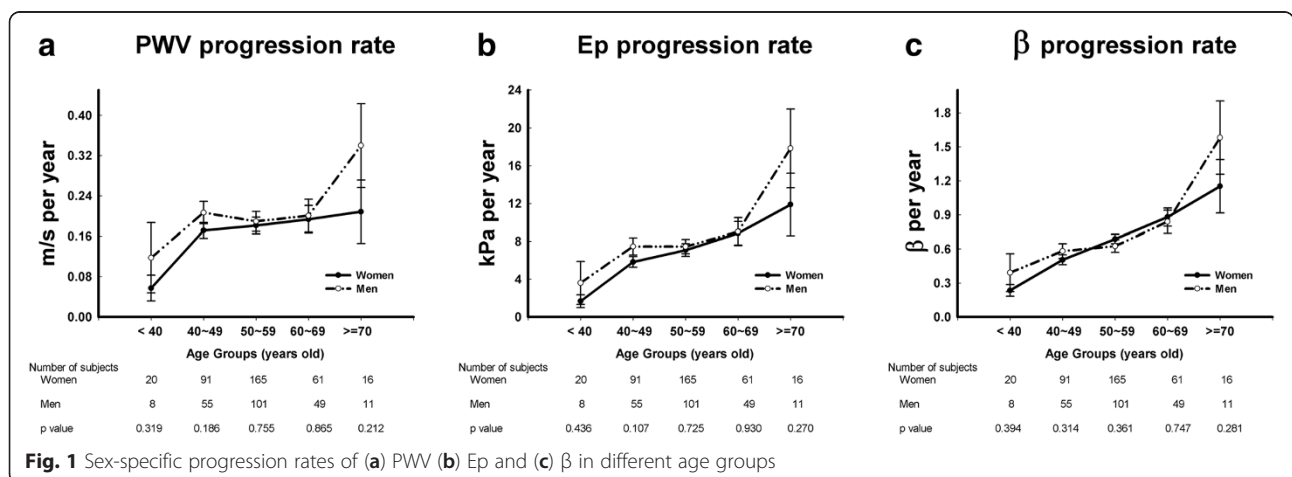 a PWV progression rate
m/s per year
0.40
0.32
0.24
0.16
0.08
0.00
Women
Men
< 40 40~49 50~59 60~69 >=70
Age Groups (years old)
Number of subjects
Women 20 91 165 61 16
Men 8 55 101 49 11
p value 0.319 0.186 0.755 0.865 0.212
b Ep progression rate
kPa per year
24
20
16
12
8
4
0
Women
Men
< 40 40~49 50~59 60~69 >=70
Age Groups (years old)
Number of subjects
Women 20 91 165 61 16
Men 8 55 101 49 11
p value 0.436 0.107 0.725 0.930 0.270
c β progression rate
β per year
1.8
1.5
1.2
0.9
0.6
0.3
0.0
Women
Men
< 40 40~49 50~59 60~69 >=70
Age Groups (years old)
Number of subjects
Women 20 91 165 61 16
Men 8 55 101 49 11
p value 0.394 0.314 0.361 0.747 0.281
Fig. 1 Sex-specific progression rates of (a) PWV (b) Ep and (c) β in different age groups